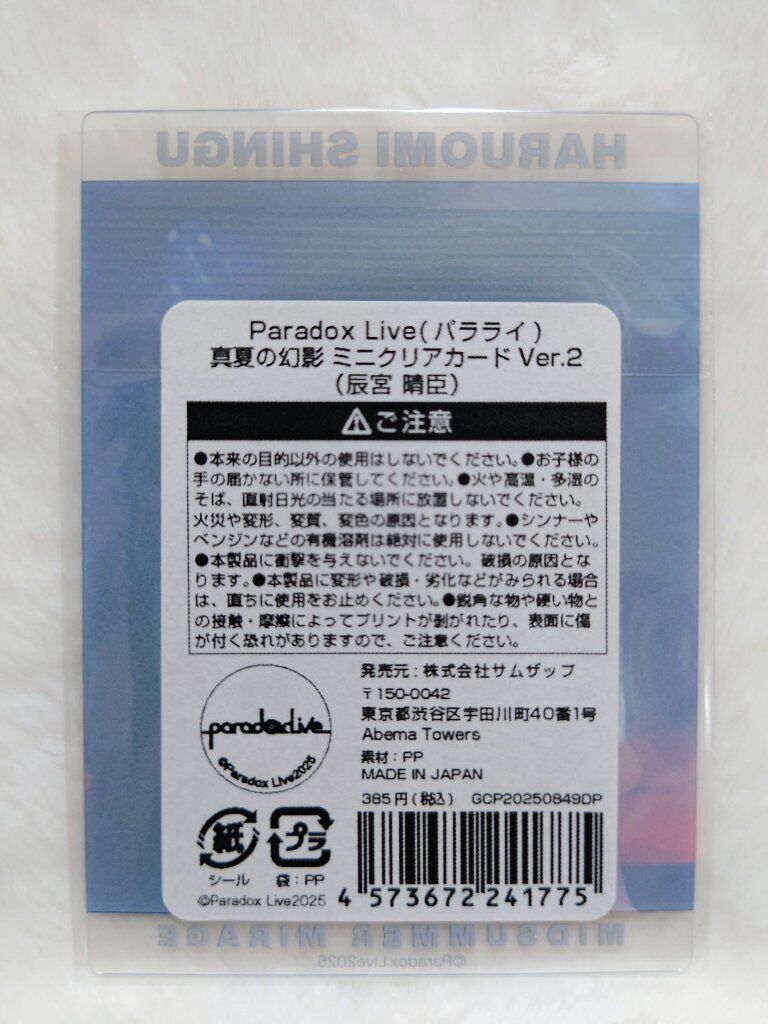 HARUOMI SHINGU
Paradox Live(パラライ)
真夏の幻影 ミニクリアカード Ver.2
(辰宮 晴臣)
⚠ご注意
●本来の目的以外の使用はしないでください。●お子様の
手の届かない所に保管してください。●火や高温・多湿の
そば、直射日光の当たる場所に放置しないでください。
火災や変形、変質、変色の原因となります。●シンナーや
ベンジンなどの有機溶剤は絶対に使用しないでください。
●本製品に衝撃を与えないでください。破損の原因とな
ります。●本製品に変形や破損・劣化などがみられる場合
は、直ちに使用をお止めください。●鋭角な物や硬い物と
の接触・摩擦によってプリントが剥がれたり、表面に傷
が付く恐れがありますので、ご注意ください。
発売元:株式会社サムザップ
〒150-0042
東京都渋谷区宇田川町40番1号
Abema Towers
素材:PP
MADE IN JAPAN
paradoxlive
©Paradox Live2025
385円(税込) GCP20250849DP
紙
シール
プラ
袋:PP
©Paradox Live2025
4 573672 241775
MIDSUMMER MIRAGE
©Paradox Live2025